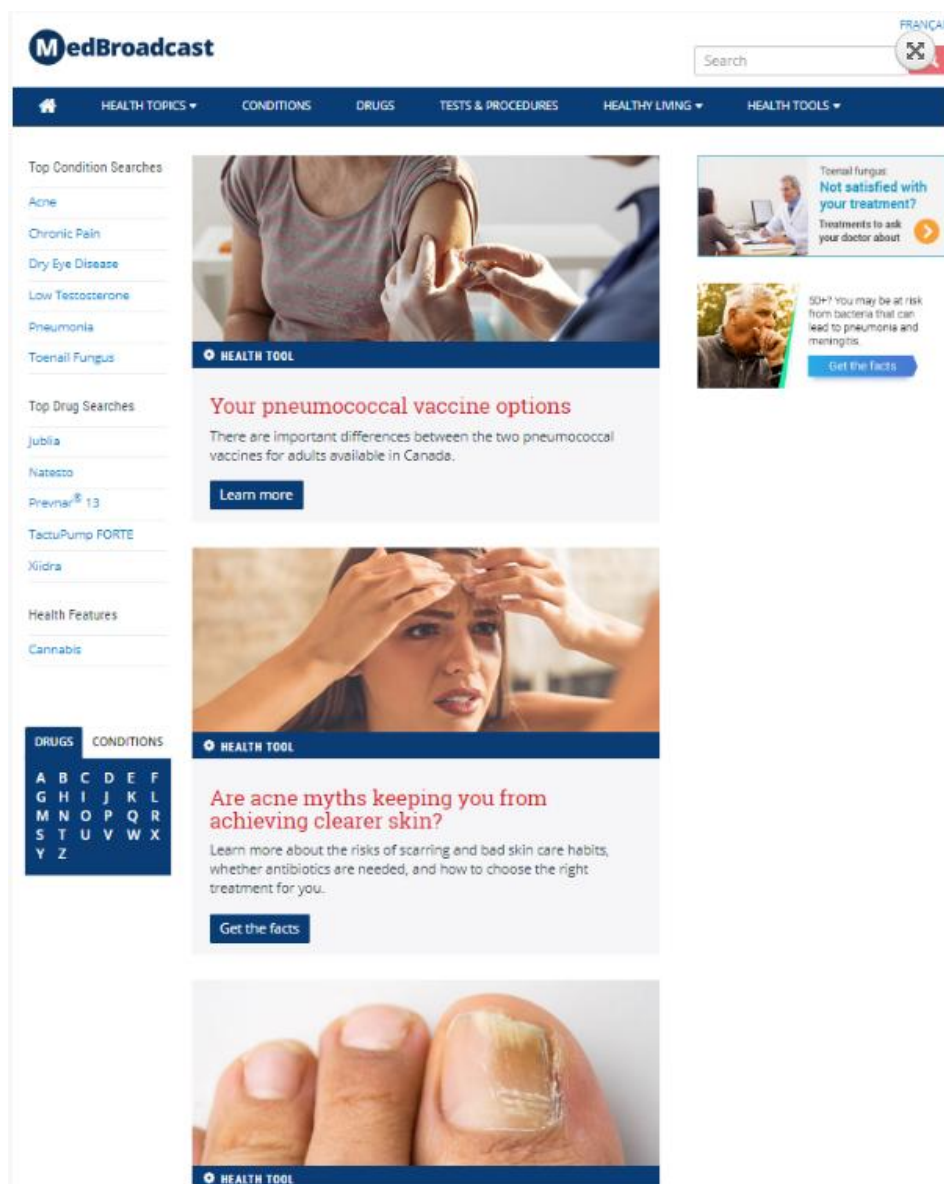 FRANÇAI
MedBroadcast
Search
HEALTH TOPICS
CONDITIONS
DRUGS
TESTS & PROCEDURES
HEALTHY LIVING
HEALTH TOOLS
Top Condition Searches
Acne
Chronic Pain
Dry Eye Disease
Low Testosterone
Pneumonia
Toenail Fungus
Top Drug Searches
Jublia
Natesto
Prevnar® 13
TactuPump FORTE
Xiidra
Health Features
Cannabis
DRUGS CONDITIONS
A B C D E F
G H I J K L
M N O P Q R
S T U V W X
Y Z
HEALTH TOOL
Your pneumococcal vaccine options
There are important differences between the two pneumococcal
vaccines for adults available in Canada.
Learn more
HEALTH TOOL
Are acne myths keeping you from
achieving clearer skin?
Learn more about the risks of scarring and bad skin care habits,
whether antibiotics are needed, and how to choose the right
treatment for you.
Get the facts
HEALTH TOOL
Toenail fungus:
Not satisfied with
your treatment?
Treatments to ask
your doctor about
50+? You may be at risk
from bacteria that can
lead to pneumonia and
meningitis.
Get the facts